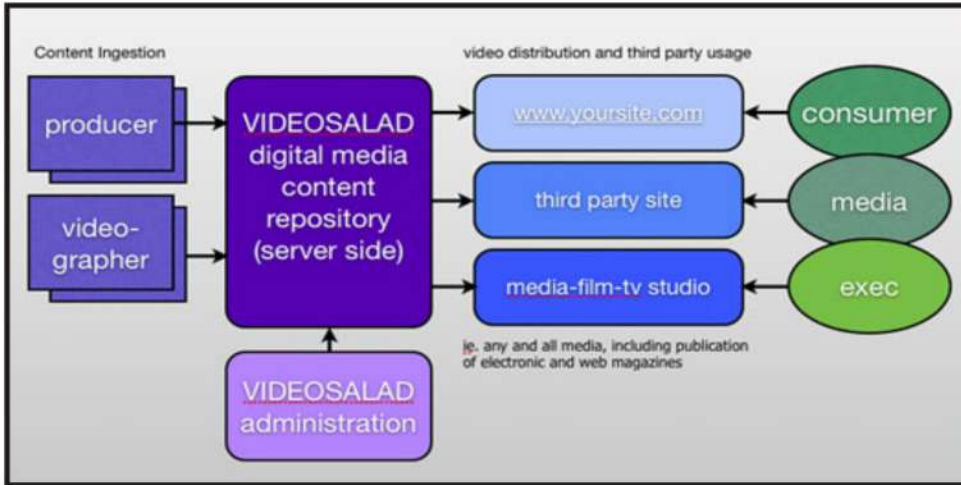 Content Ingestion
video distribution and third party usage
producer
video-
grapher
VIDEOSALAD
digital media
content
repository
(server side)
VIDEOSALAD
administration
www.yoursite.com
third party site
media-film-tv studio
je. any and all media, including publication
of electronic and web magazines
consumer
media
exec